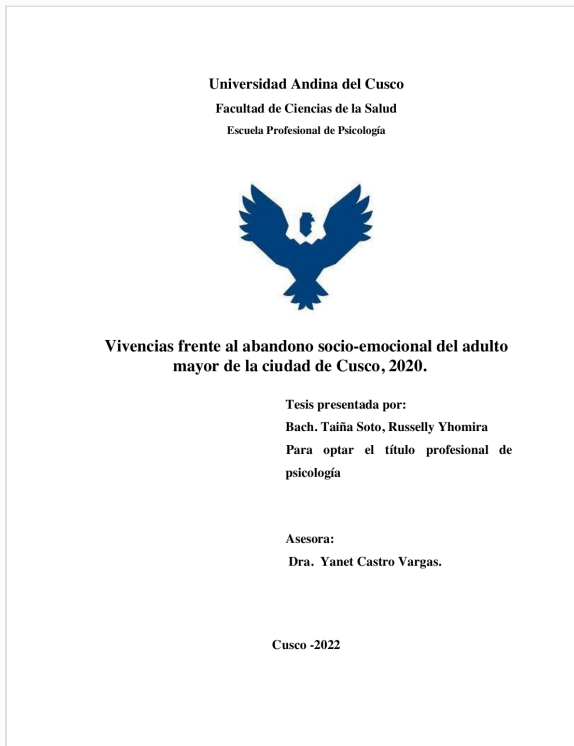 Universidad Andina del Cusco
Facultad de Ciencias de la Salud
Escuela Profesional de Psicología
Vivencias frente al abandono socio-emocional del adulto
mayor de la ciudad de Cusco, 2020.
Tesis presentada por:
Bach. Taiña Soto, Russelly Yhomira
Para optar el título profesional de
psicología
Asesora:
Dra. Yanet Castro Vargas.
Cusco -2022